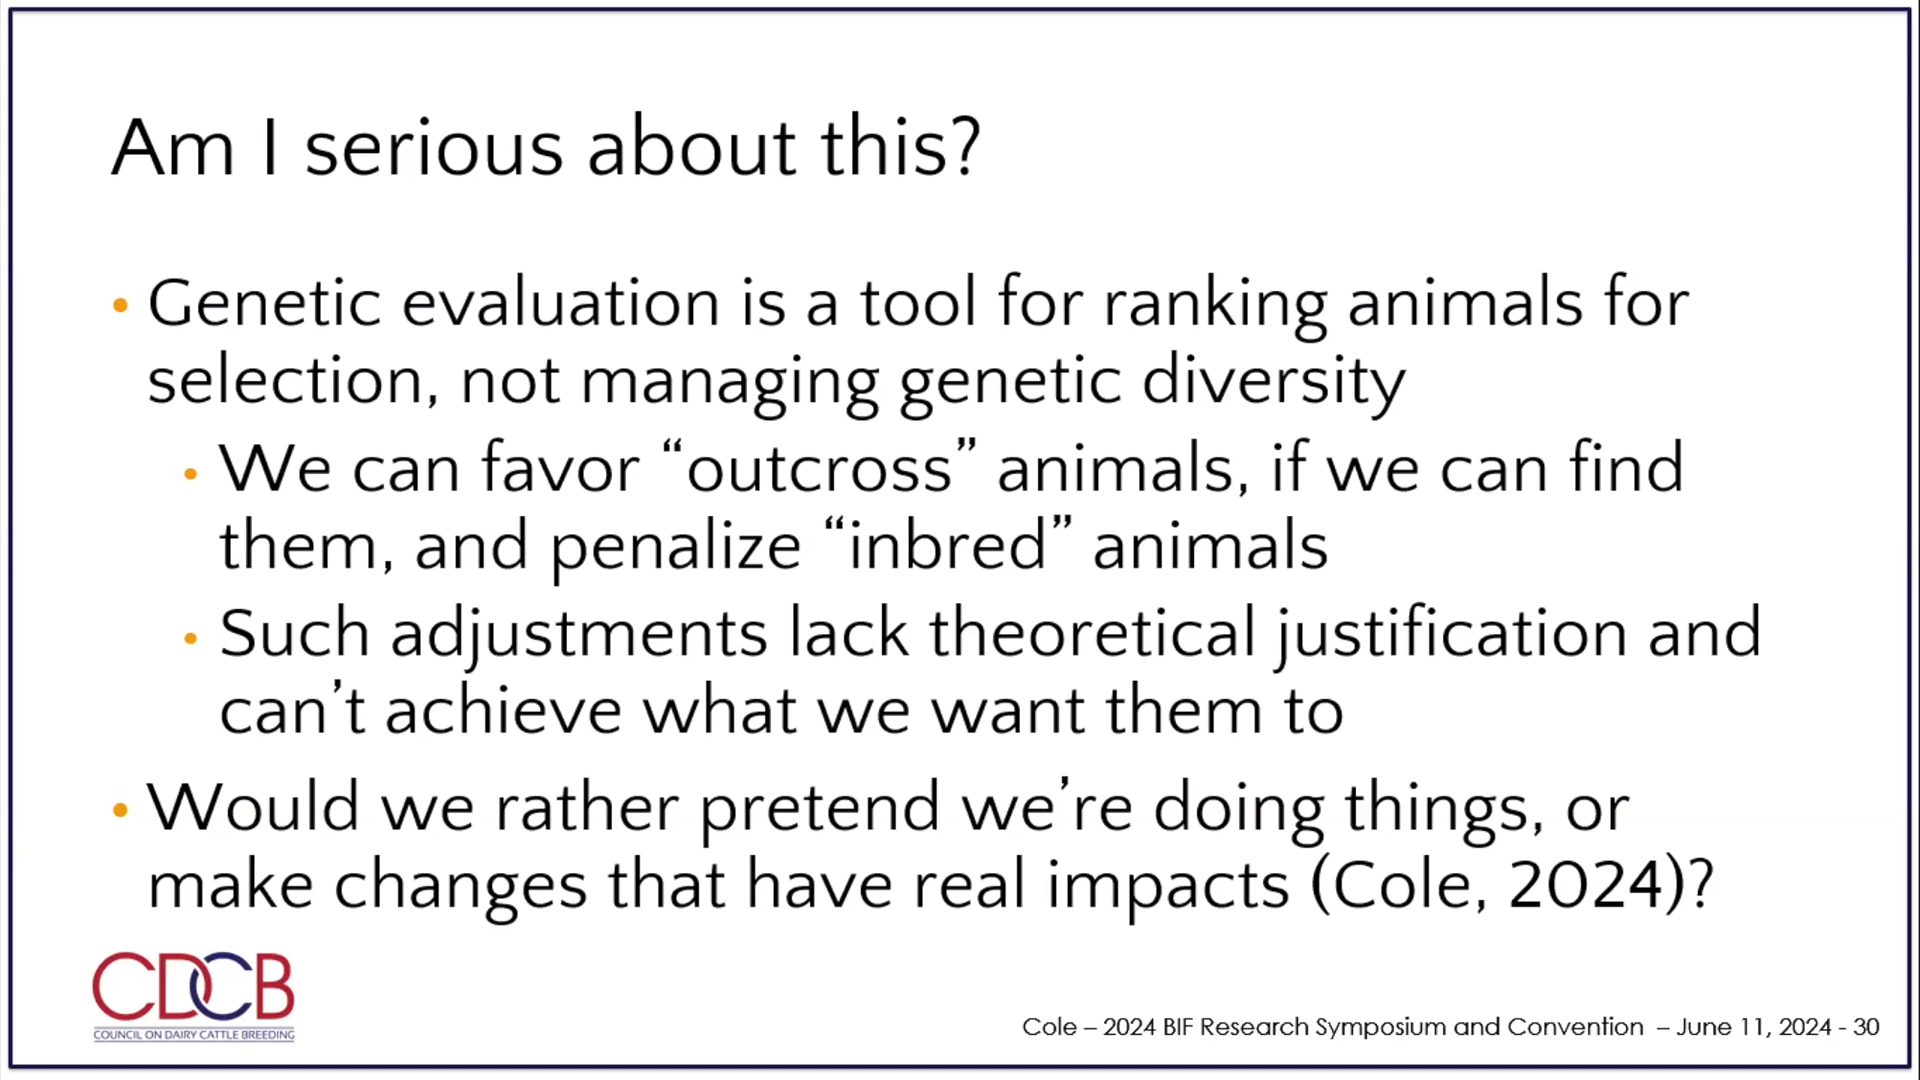 Am I serious about this?
• Genetic evaluation is a tool for ranking animals for
selection, not managing genetic diversity
• We can favor “outcross” animals, if we can find
them, and penalize “inbred” animals
• Such adjustments lack theoretical justification and
can’t achieve what we want them to
• Would we rather pretend we’re doing things, or
make changes that have real impacts (Cole, 2024)?
CDCB
COUNCIL ON DAIRY CATTLE BREEDING
Cole – 2024 BIF Research Symposium and Convention – June 11, 2024 - 30